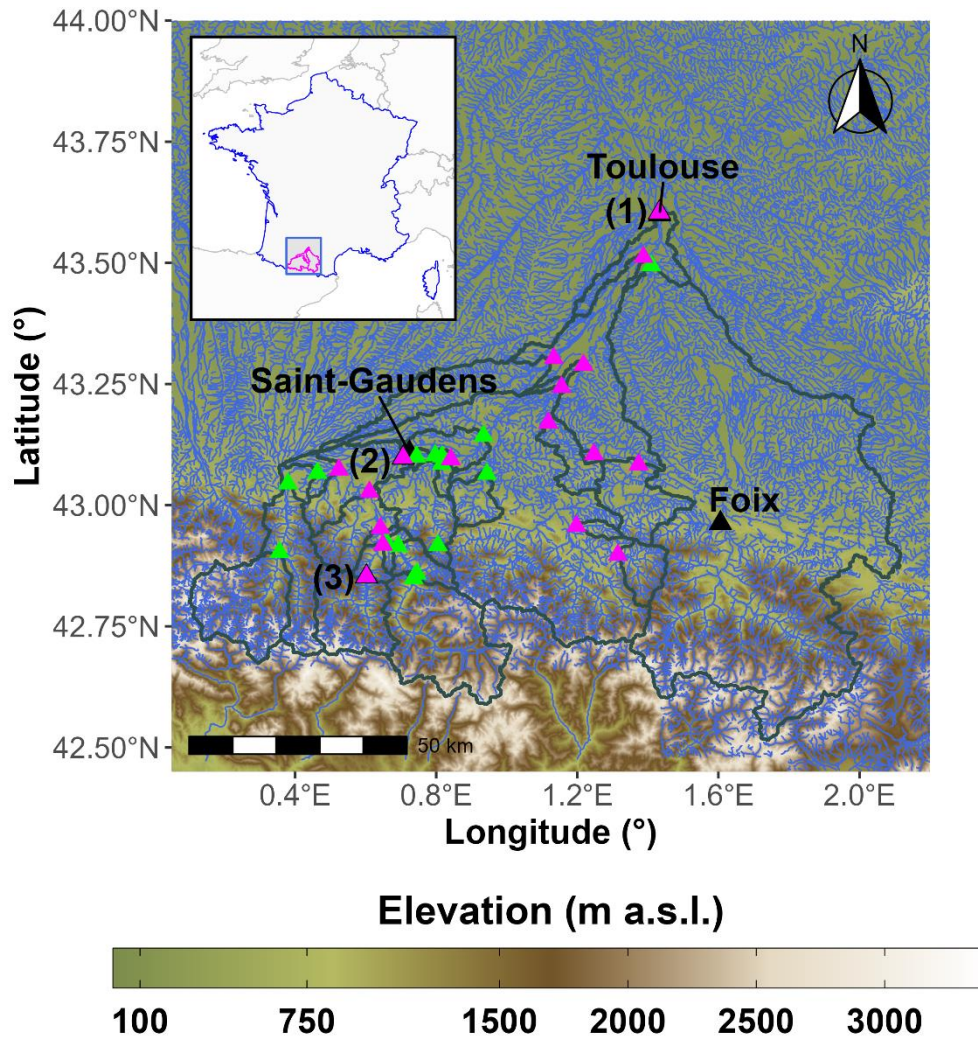 44.00°N
N
43.75°N
Toulouse
(1)
43.50°N
Saint-Gaudens
43.25°N
(2)
Foix
43.00°N
(3)
42.75°N
42.50°N
50 km
0.4°E 0.8°E 1.2°E 1.6°E 2.0°E
Latitude (°)
Longitude (°)
Elevation (m a.s.l.)
100 750 1500 2000 2500 3000